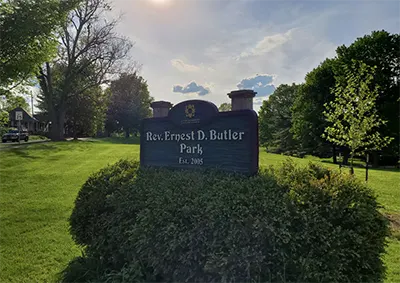 Rev. Ernest D. Butler
Park
Est. 2005